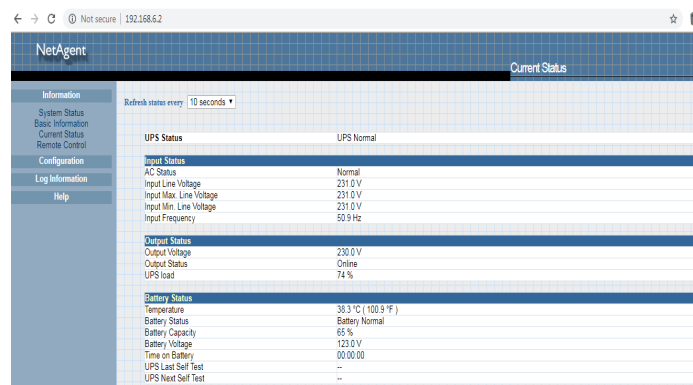 Not secure | 192.168.6.2
NetAgent
Current Status
Information
System Status
Basic Information
Current Status
Remote Control
Configuration
Log Information
Help
Refresh status every 10 seconds
UPS Status UPS Normal
Input Status
AC Status Normal
Input Line Voltage 231.0 V
Input Max. Line Voltage 231.0 V
Input Min. Line Voltage 231.0 V
Input Frequency 50.9 Hz
Output Status
Output Voltage 230.0 V
Output Status Online
UPS load 74 %
Battery Status
Temperature 38.3 °C ( 100.9 °F )
Battery Status Battery Normal
Battery Capacity 65 %
Battery Voltage 123.0 V
Time on Battery 00:00:00
UPS Last Self Test --
UPS Next Self Test --